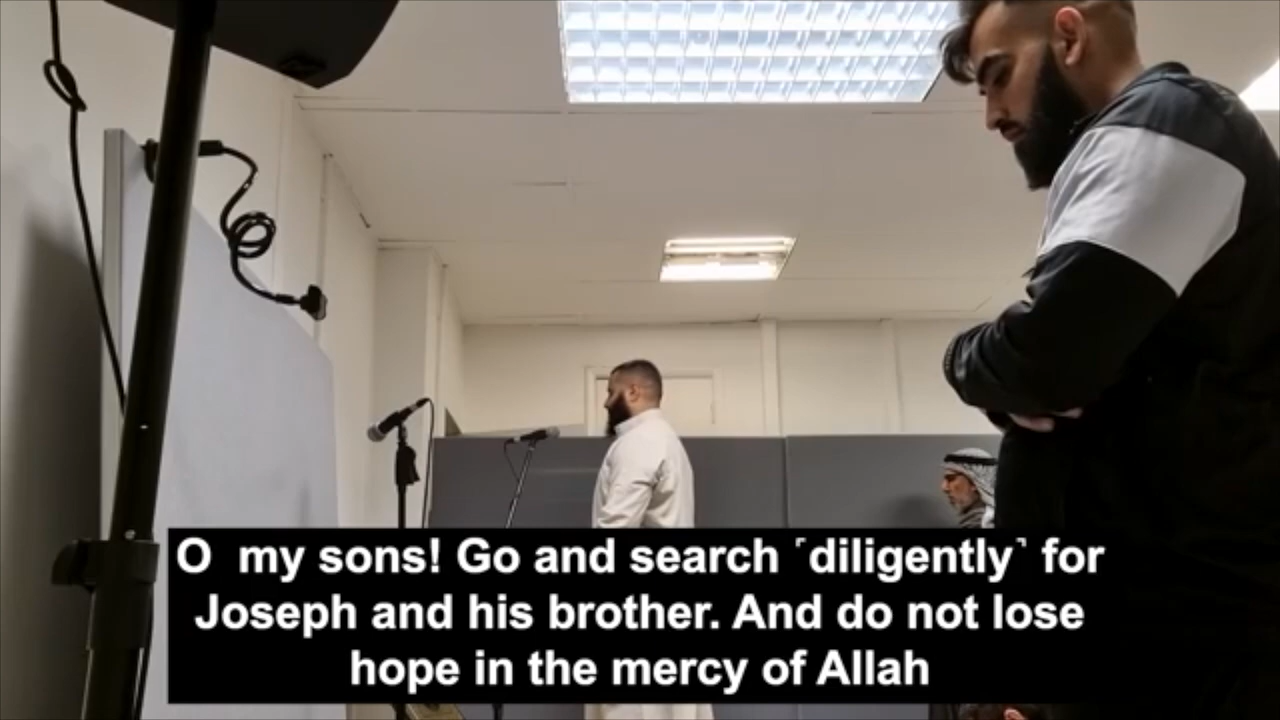 O  my sons! Go and search ˹diligently˺ for
Joseph and his brother. And do not lose
hope in the mercy of Allah